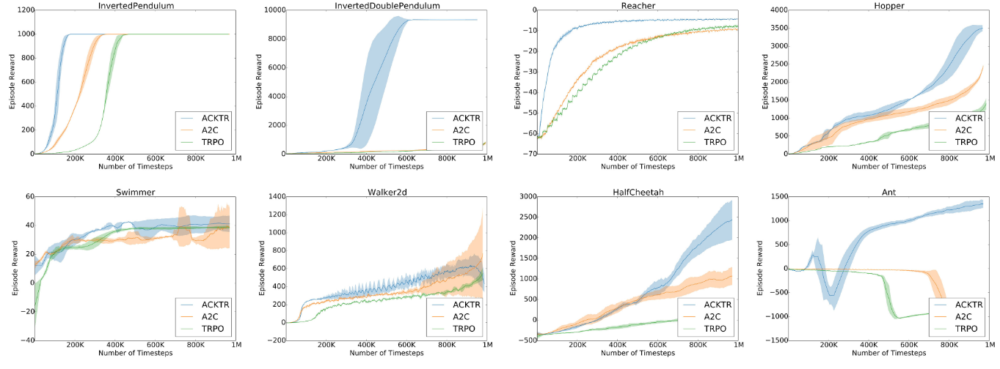 InvertedPendulum
1200
1000
800
600
400
200
0
200K 400K 600K 800K 1M
Episode Reward
Number of Timesteps
ACKTR
A2C
TRPO
InvertedDoublePendulum
10000
8000
6000
4000
2000
0
200K 400K 600K 800K 1M
Episode Reward
Number of Timesteps
ACKTR
A2C
TRPO
Reacher
0
−10
−20
−30
−40
−50
−60
−70
200K 400K 600K 800K 1M
Episode Reward
Number of Timesteps
ACKTR
A2C
TRPO
Hopper
4000
3500
3000
2500
2000
1500
1000
500
0
200K 400K 600K 800K 1M
Episode Reward
Number of Timesteps
ACKTR
A2C
TRPO
Swimmer
60
40
20
0
−20
−40
200K 400K 600K 800K 1M
Episode Reward
Number of Timesteps
ACKTR
A2C
TRPO
Walker2d
1400
1200
1000
800
600
400
200
0
−200
200K 400K 600K 800K 1M
Episode Reward
Number of Timesteps
ACKTR
A2C
TRPO
HalfCheetah
3000
2500
2000
1500
1000
500
0
−500
200K 400K 600K 800K 1M
Episode Reward
Number of Timesteps
ACKTR
A2C
TRPO
Ant
1500
1000
500
0
−500
−1000
−1500
200K 400K 600K 800K 1M
Episode Reward
Number of Timesteps
ACKTR
A2C
TRPO